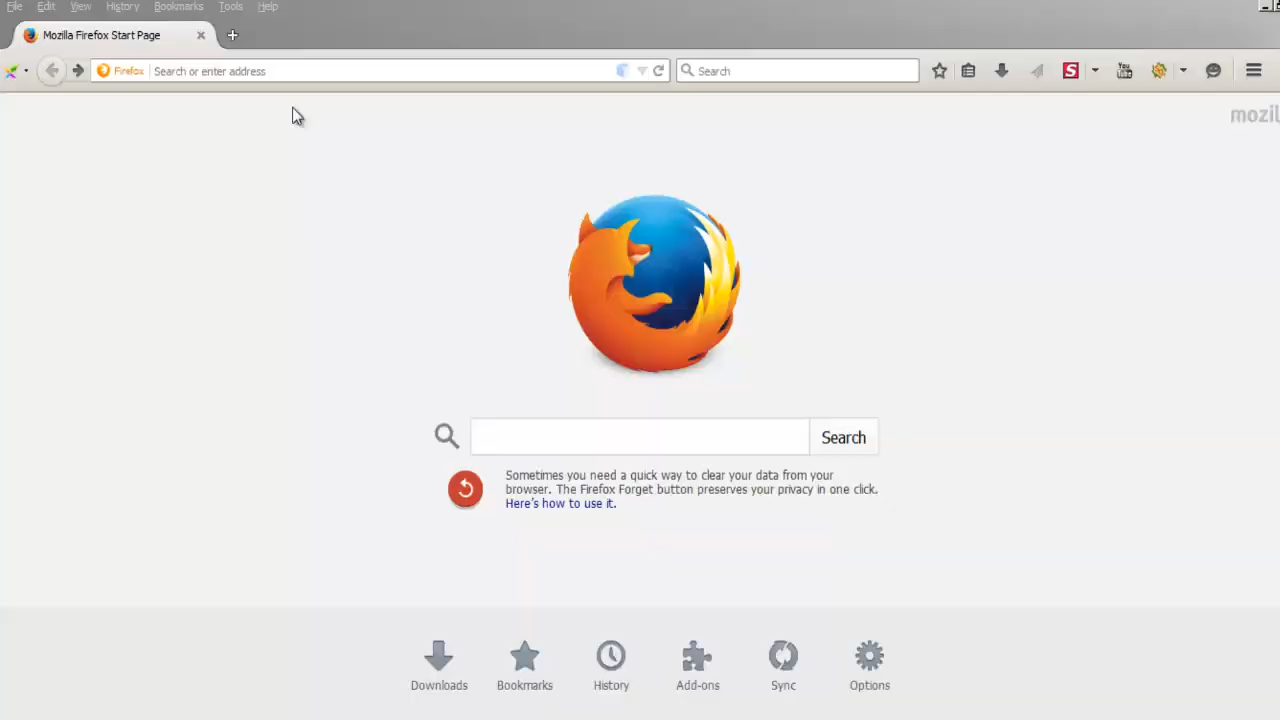 File Edit View History Bookmarks Tools Help
Mozilla Firefox Start Page
Firefox Search or enter address
Search
S
You
mozil
Search
Sometimes you need a quick way to clear your data from your
browser. The Firefox Forget button preserves your privacy in one click.
Here's how to use it.
Downloads Bookmarks History Add-ons Sync Options